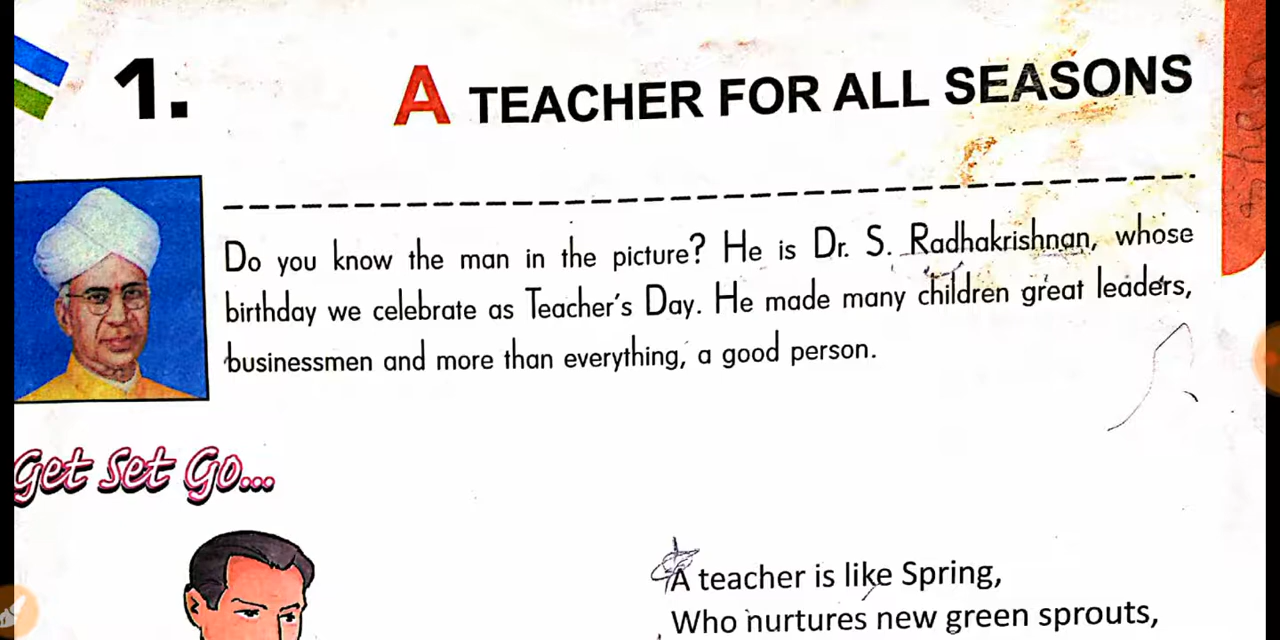 1. A TEACHER FOR ALL SEASONS
Do you know the man in the picture? He is Dr. S. Radhakrishnan, whose
birthday we celebrate as Teacher's Day. He made many children great leaders,
businessmen and more than everything, a good person.
Get Set Go...
A teacher is like Spring,
Who nurtures new green sprouts,